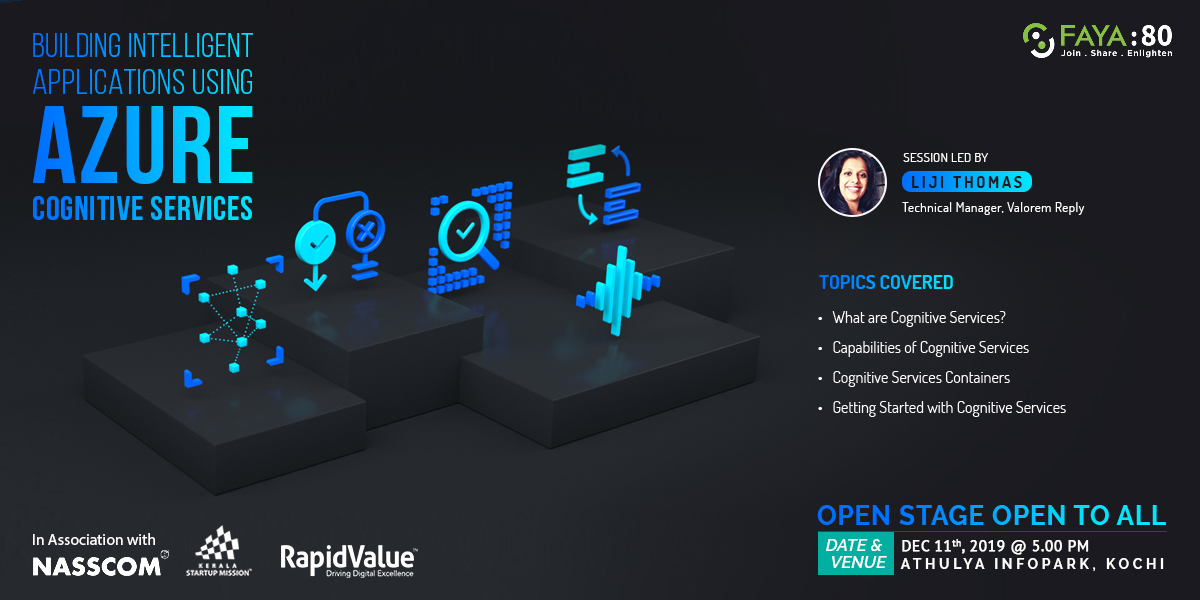 BUILDING INTELLIGENT
APPLICATIONS USING
AZURE
COGNITIVE SERVICES
FAYA:80
Join . Share . Enlighten
SESSION LED BY
LIJI THOMAS
Technical Manager, Valorem Reply
TOPICS COVERED
• What are Cognitive Services?
• Capabilities of Cognitive Services
• Cognitive Services Containers
• Getting Started with Cognitive Services
In Association with
NASSCOM
KERALA
STARTUP MISSION
RapidValue™
Driving Digital Excellence
OPEN STAGE OPEN TO ALL
DATE &
VENUE
DEC 11th, 2019 @ 5.00 PM
ATHULYA INFOPARK, KOCHI